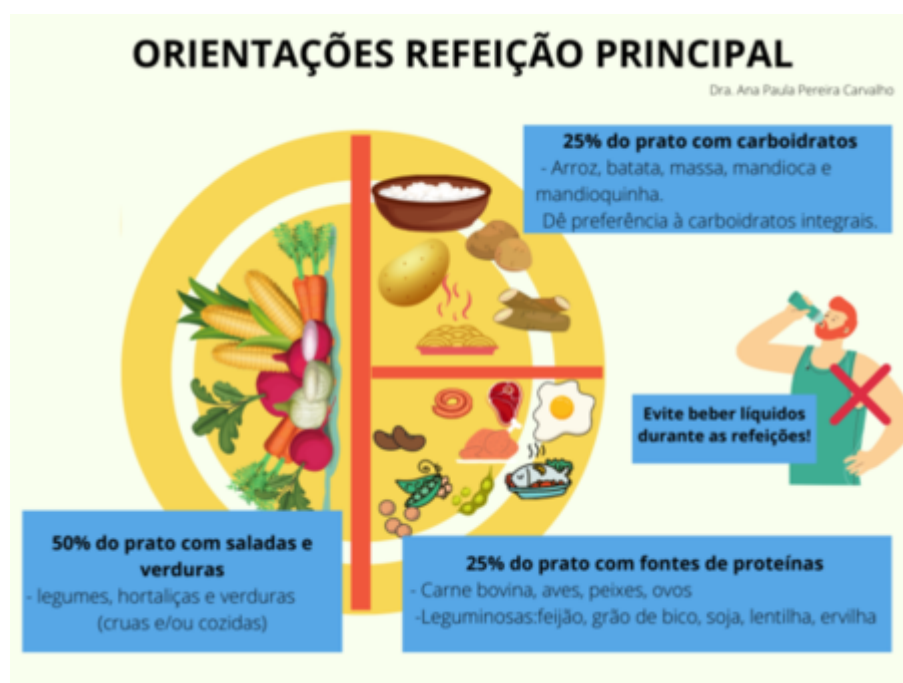 ORIENTAÇÕES REFEIÇÃO PRINCIPAL
Dra. Ana Paula Pereira Carvalho
25% do prato com carboidratos
- Arroz, batata, massa, mandioca e
mandioquinha.
Dê preferência à carboidratos integrais.
Evite beber líquidos
durante as refeições!
50% do prato com saladas e
verduras
- legumes, hortaliças e verduras
(cruas e/ou cozidas)
25% do prato com fontes de proteínas
- Carne bovina, aves, peixes, ovos
-Leguminosas:feijão, grão de bico, soja, lentilha, ervilha